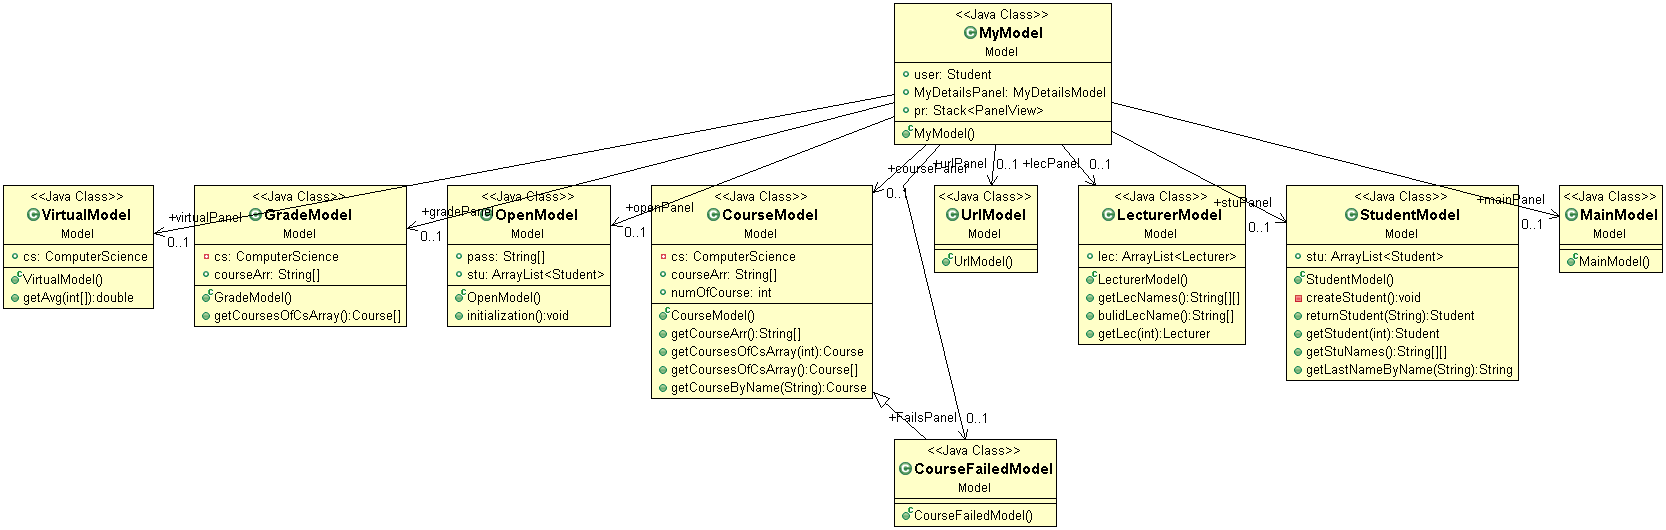 <<Java Class>>
MyModel
Model
user: Student
MyDetailsPanel: MyDetailsModel
pr: Stack<PanelView>
MyModel()
+virtualPanel
0..1
+gradePanel
0..1
+openPanel
0..1
+coursePanel
0..1
+urlPanel
0..1
+lecPanel
0..1
+stuPanel
0..1
+mainPanel
0..1
<<Java Class>>
VirtualModel
Model
cs: ComputerScience
VirtualModel()
getAvg(int[]):double
<<Java Class>>
GradeModel
Model
cs: ComputerScience
courseArr: String[]
GradeModel()
getCoursesOfCsArray():Course[]
<<Java Class>>
OpenModel
Model
pass: String[]
stu: ArrayList<Student>
OpenModel()
initialization():void
<<Java Class>>
CourseModel
Model
cs: ComputerScience
courseArr: String[]
numOfCourse: int
CourseModel()
getCourseArr():String[]
getCoursesOfCsArray(int):Course
getCoursesOfCsArray():Course[]
getCourseByName(String):Course
<<Java Class>>
UrlModel
Model
UrlModel()
<<Java Class>>
LecturerModel
Model
lec: ArrayList<Lecturer>
LecturerModel()
getLecNames():String[][]
bulidLecName():String[]
getLec(int):Lecturer
<<Java Class>>
StudentModel
Model
stu: ArrayList<Student>
StudentModel()
createStudent():void
returnStudent(String):Student
getStudent(int):Student
getStuNames():String[][]
getLastNameByName(String):String
<<Java Class>>
MainModel
Model
MainModel()
+FailsPanel
0..1
<<Java Class>>
CourseFailedModel
Model
CourseFailedModel()